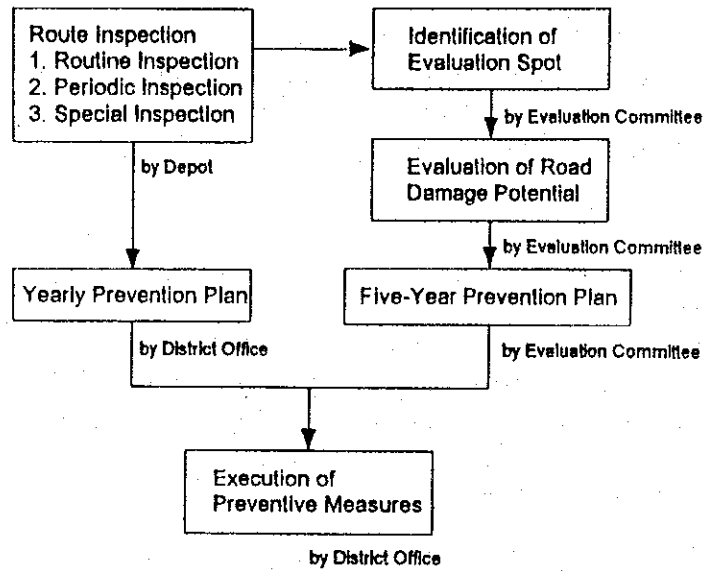 Route Inspection
1. Routine Inspection
2. Periodic Inspection
3. Special Inspection
by Depot
Identification of
Evaluation Spot
by Evaluation Committee
Evaluation of Road
Damage Potential
by Evaluation Committee
Yearly Prevention Plan
by District Office
Five-Year Prevention Plan
by Evaluation Committee
Execution of
Preventive Measures
by District Office